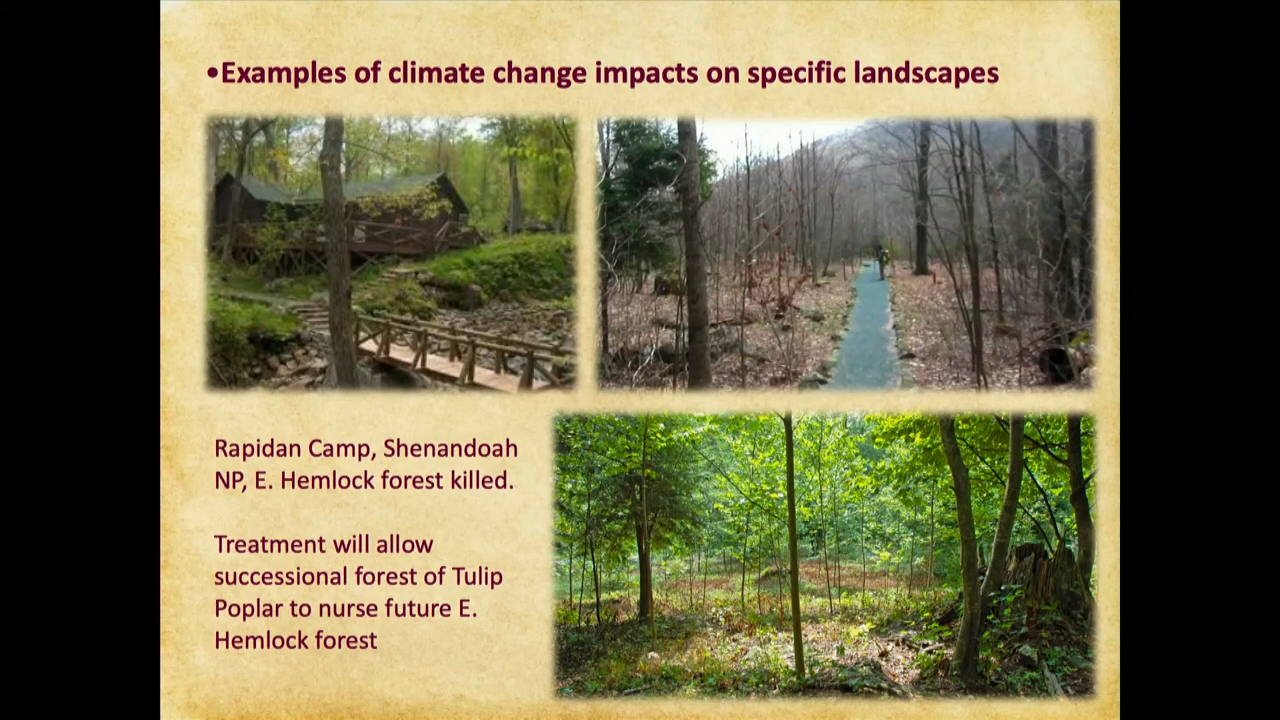 •Examples of climate change impacts on specific landscapes
Rapidan Camp, Shenandoah
NP, E. Hemlock forest killed.
Treatment will allow
successional forest of Tulip
Poplar to nurse future E.
Hemlock forest